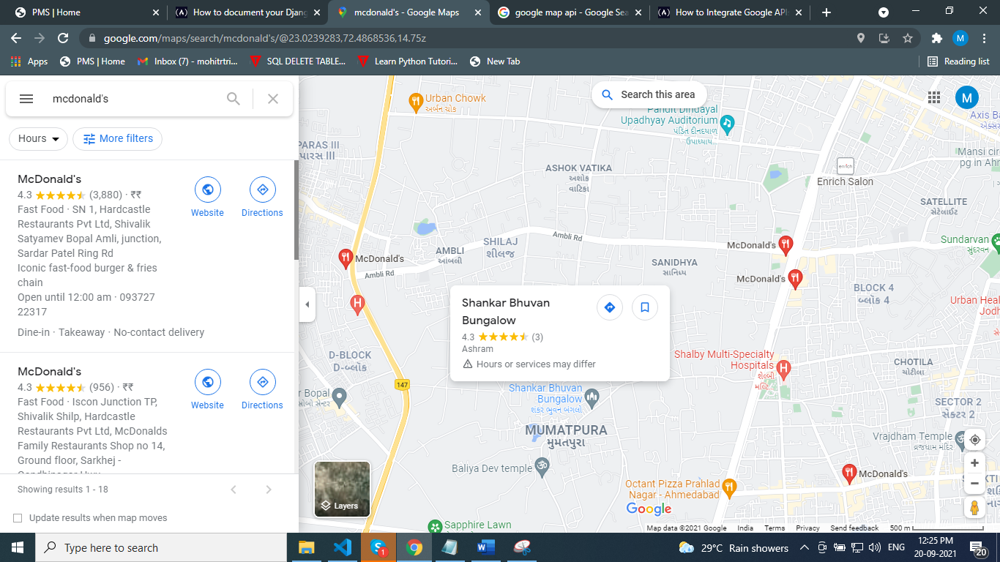 PMS | Home
How to document your Djang
mcdonald's - Google Maps
google map api - Google Sea
How to Integrate Google API
google.com/maps/search/mcdonald's/@23.0239283,72.4868536,14.75z
M
Apps
PMS | Home
Inbox (7) - mohitrtri...
SQL DELETE TABLE...
Learn Python Tutori...
New Tab
Reading list
mcdonald's
Hours
More filters
McDonald's
4.3 (3,880) · ₹₹
Fast Food · SN 1, Hardcastle
Restaurants Pvt Ltd, Shivalik
Satyamev Bopal Amli, junction,
Sardar Patel Ring Rd
Iconic fast-food burger & fries
chain
Open until 12:00 am · 093727
22317
Dine-in · Takeaway · No-contact delivery
Website
Directions
McDonald's
4.3 (956) · ₹₹
Fast Food · Iscon Junction TP,
Shivalik Shilp, Hardcastle
Restaurants Pvt Ltd, McDonalds
Family Restaurants Shop no 14,
Ground floor, Sarkhej -
Website
Directions
Showing results 1 - 18
Update results when map moves
Search this area
M
Urban Chowk
અર્બન ચોક
Pandit Dindayal
Upadhyay Auditorium
પંડિત દીનદયાળ
ઉપાધ્યાય...
Axis Ba
PARAS III
પારસ III
ASHOK VATIKA
અશોક
વાટિકા
Mansi cir
pg in Ahr
enrich
Enrich Salon
SATELLITE
સેટેલાઈટ
Sundarvan
સુંદરવન
Ambli Rd
SHILAJ
શીલજ
AMBLI
આંબલી
McDonald's
Ambli Rd
McDonald's
SANIDHYA
સાનિધ્ય
McDonald's
BLOCK 4
બ્લોક 4
Urban Heal
Jodh
H
Shankar Bhuvan
Bungalow
4.3 (3)
Ashram
Hours or services may differ
D-BLOCK
D-બ્લોક
147
Shalby Multi-Specialty
Hospitals
શેલ્બી
મલ્ટિ...
H
CHOTILA
ચોટીલા
r Bopal
Shankar Bhuvan
Bungalow
શંકર ભુવન બંગલો
SECTOR 2
સેક્ટર 2
MUMATPURA
મુમતપુરા
Vrajdham Temple
વ્રજધામ મંદિર
Baliya Dev temple
McDonald's
Octant Pizza Prahlad
Nagar - Ahmedabad
Google
Layers
Sapphire Lawn
Map data ©2021 Google
India
Terms
Privacy
Send feedback
500 m
Type here to search
1
29°C Rain showers
ENG
12:25 PM
20-09-2021
20